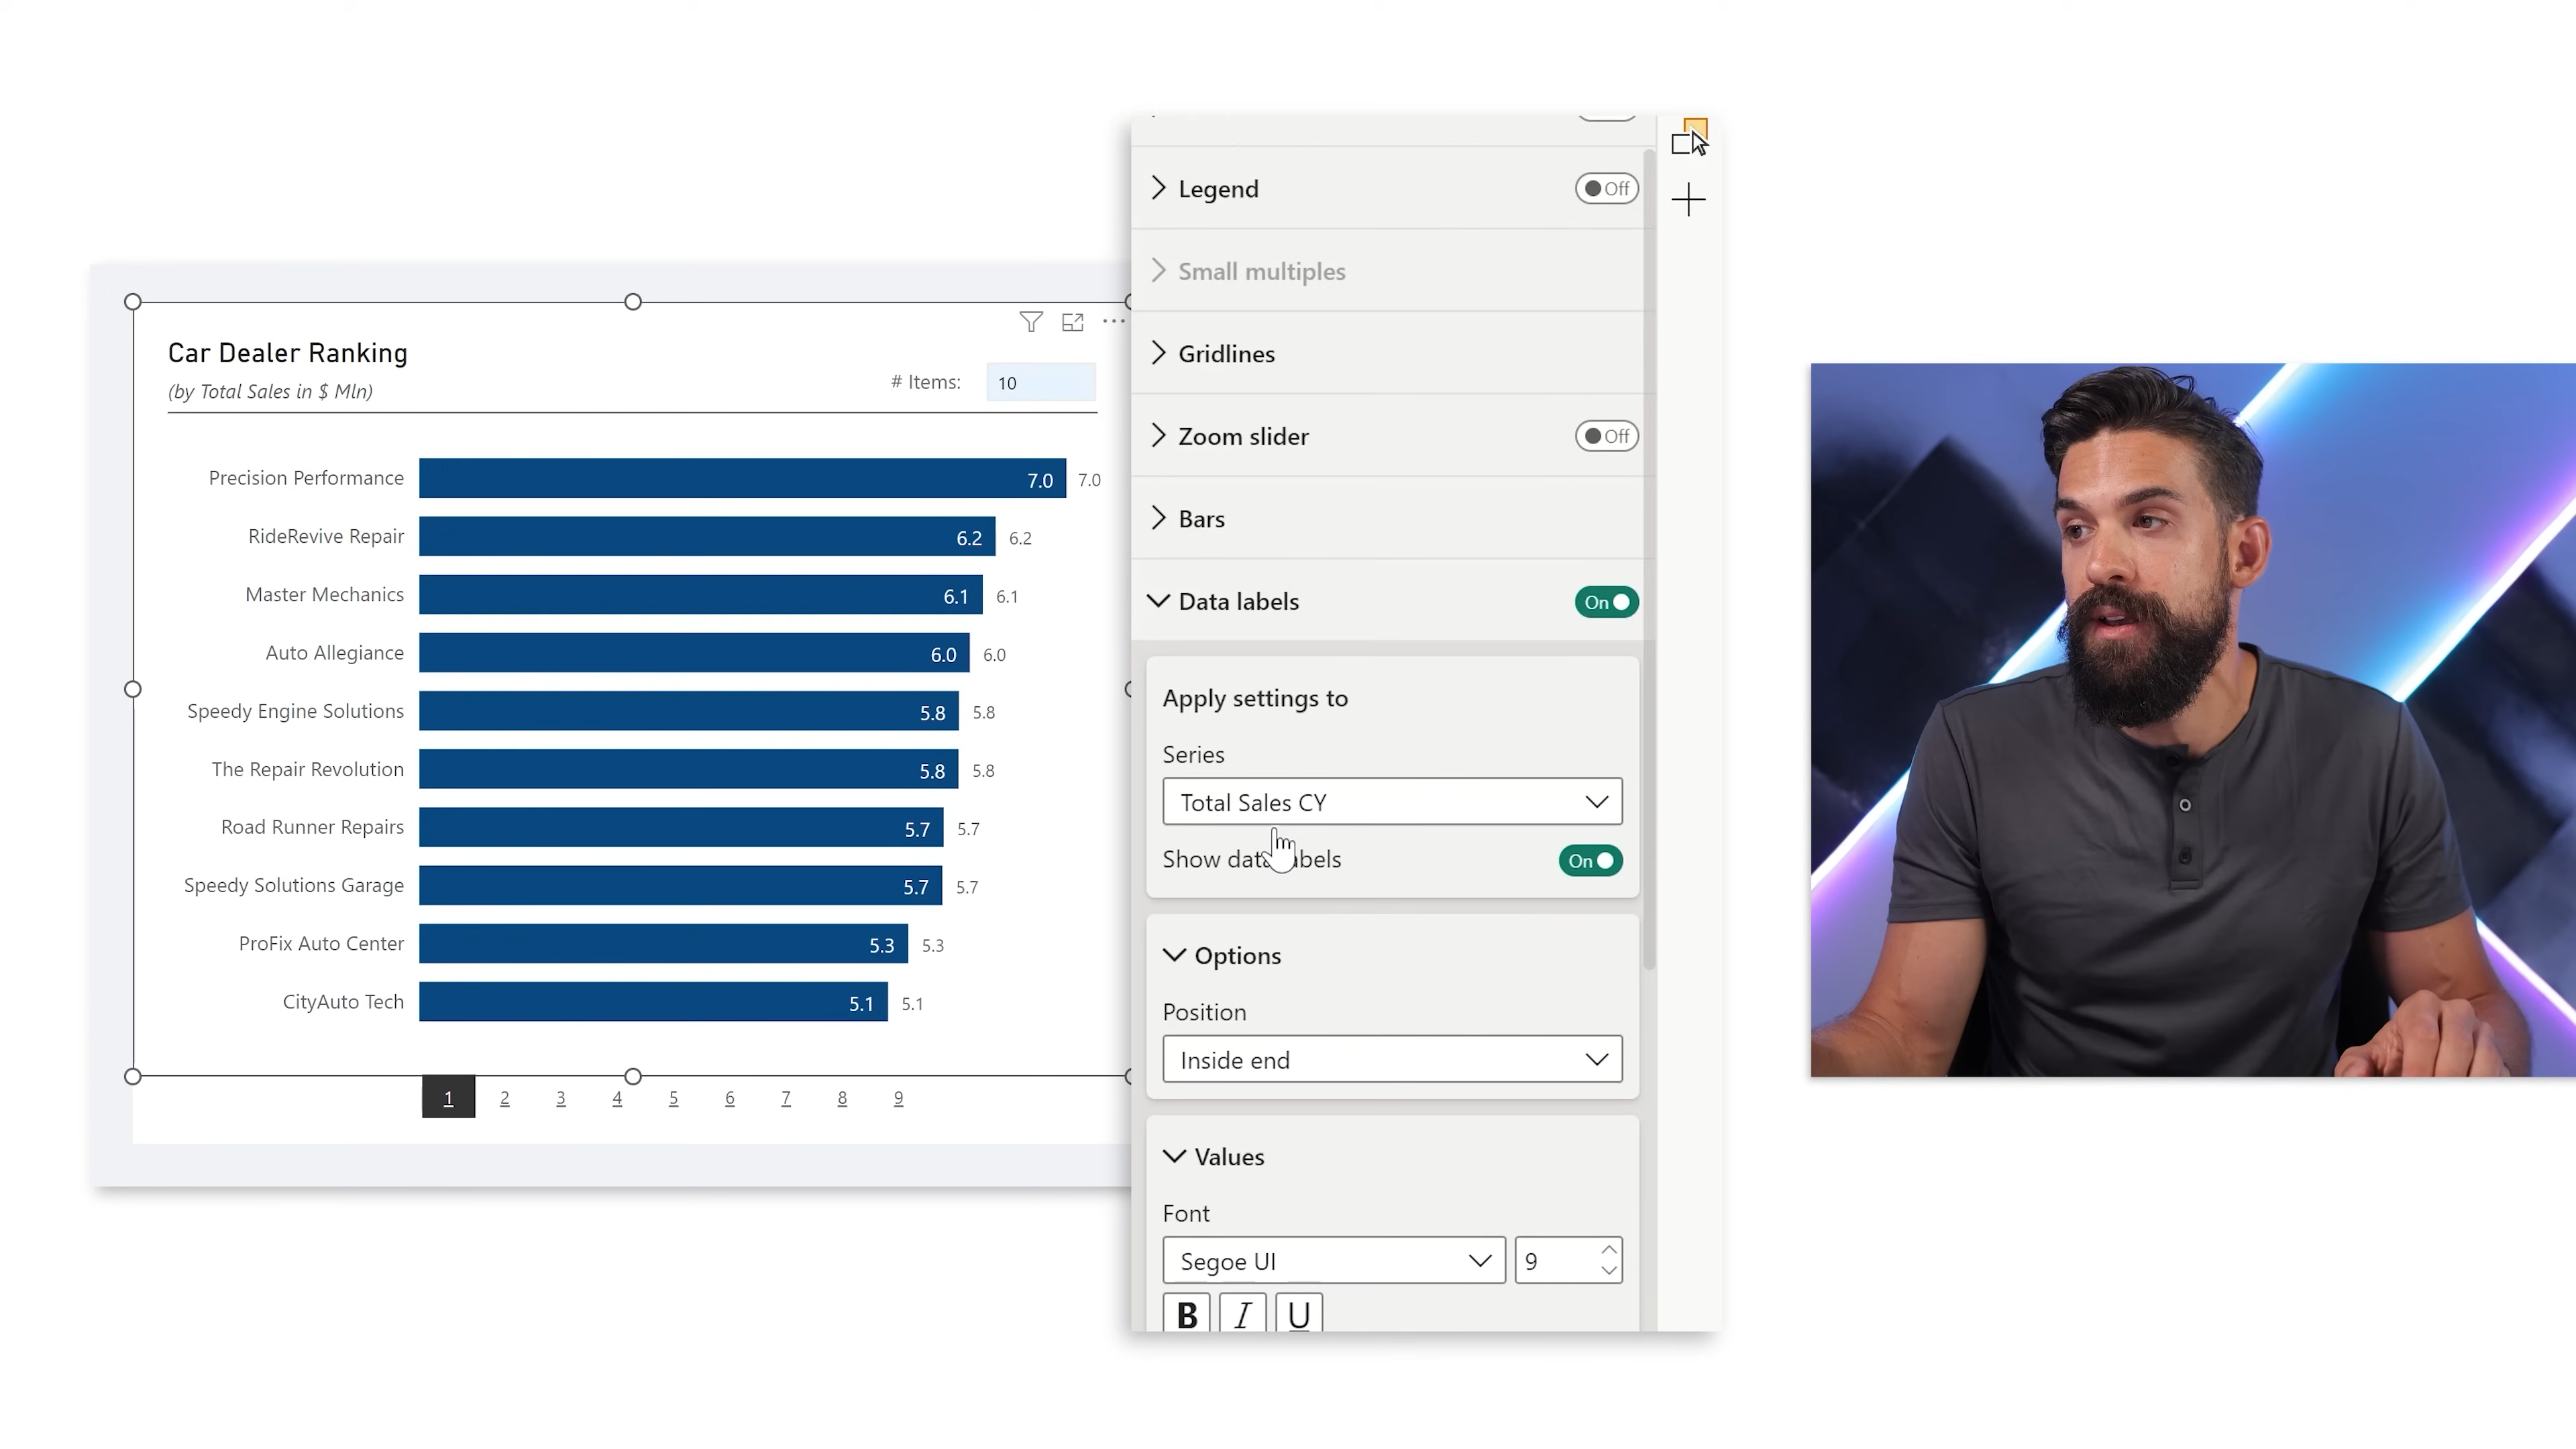 Car Dealer Ranking
(by Total Sales in $ Mln)
# Items: 10
Precision Performance 7.0 7.0
RideRevive Repair 6.2 6.2
Master Mechanics 6.1 6.1
Auto Allegiance 6.0 6.0
Speedy Engine Solutions 5.8 5.8
The Repair Revolution 5.8 5.8
Road Runner Repairs 5.7 5.7
Speedy Solutions Garage 5.7 5.7
ProFix Auto Center 5.3 5.3
CityAuto Tech 5.1 5.1
1 2 3 4 5 6 7 8 9
Legend Off
Small multiples
Gridlines
Zoom slider Off
Bars
Data labels On
Apply settings to
Series
Total Sales CY
Show data labels On
Options
Position
Inside end
Values
Font
Segoe UI 9
B I U